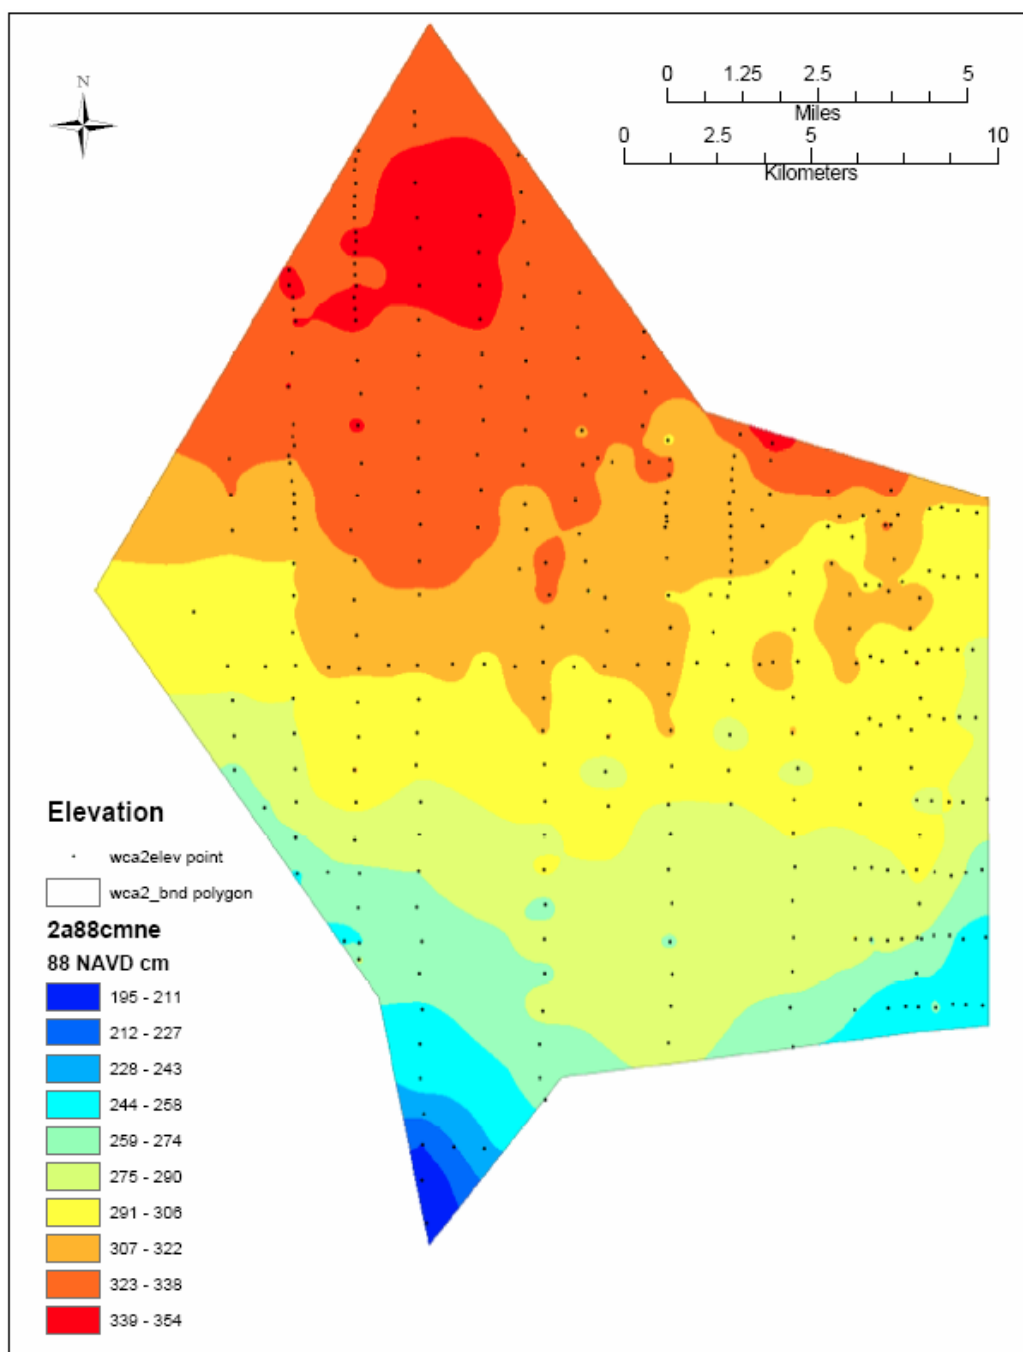 N
0 1.25 2.5 5
Miles
0 2.5 5 10
Kilometers
Elevation
wca2elev point
wca2_bnd polygon
2a88cmne
88 NAVD cm
195 - 211
212 - 227
228 - 243
244 - 258
259 - 274
275 - 290
291 - 306
307 - 322
323 - 338
339 - 354